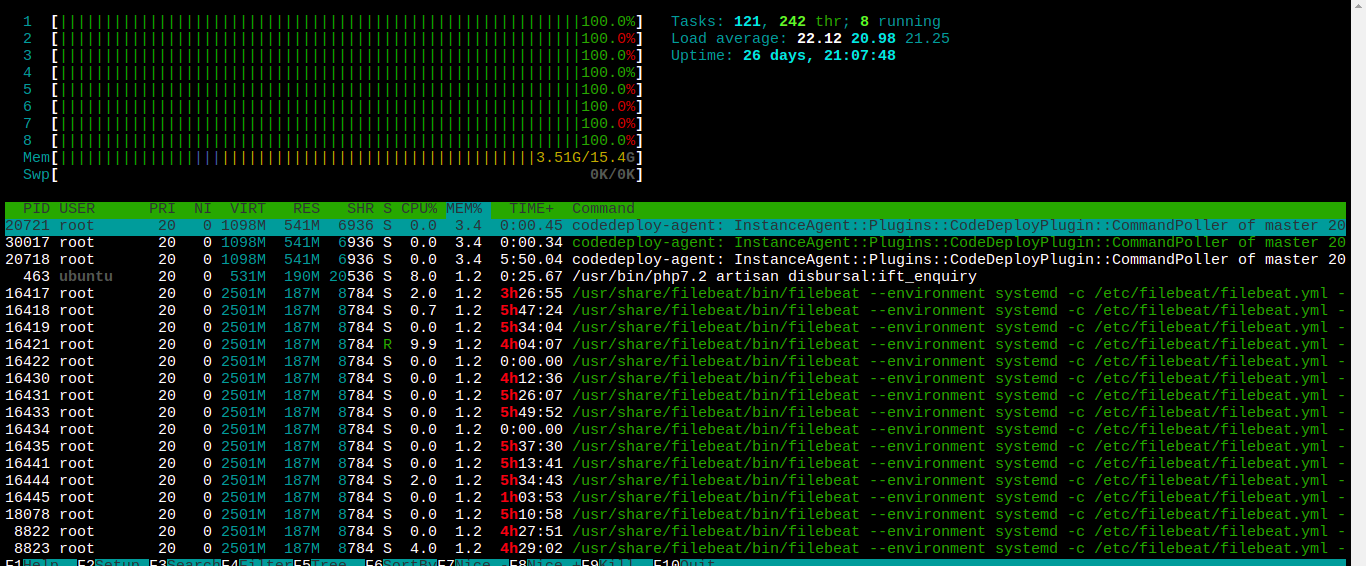 1 [||||||||||||||||||||||||||||||||||||||||||||||||||||||||||100.0%] Tasks: 121, 242 thr; 8 running
2 [||||||||||||||||||||||||||||||||||||||||||||||||||||||||||100.0%] Load average: 22.12 20.98 21.25
3 [||||||||||||||||||||||||||||||||||||||||||||||||||||||||||100.0%] Uptime: 26 days, 21:07:48
4 [||||||||||||||||||||||||||||||||||||||||||||||||||||||||||100.0%]
5 [||||||||||||||||||||||||||||||||||||||||||||||||||||||||||100.0%]
6 [||||||||||||||||||||||||||||||||||||||||||||||||||||||||||100.0%]
7 [||||||||||||||||||||||||||||||||||||||||||||||||||||||||||100.0%]
8 [||||||||||||||||||||||||||||||||||||||||||||||||||||||||||100.0%]
Mem[|||||||||||||||||||||||||||||||||||||||||||||||||||||3.51G/15.4G]
Swp[ 0K/0K]
PID USER PRI NI VIRT RES SHR S CPU% MEM% TIME+ Command
20721 root 20 0 1098M 541M 6936 S 0.0 3.4 0:00.45 codedeploy-agent: InstanceAgent::Plugins::CodeDeployPlugin::CommandPoller of master 20
30017 root 20 0 1098M 541M 6936 S 0.0 3.4 0:00.34 codedeploy-agent: InstanceAgent::Plugins::CodeDeployPlugin::CommandPoller of master 20
20718 root 20 0 1098M 541M 6936 S 0.0 3.4 5:50.04 codedeploy-agent: InstanceAgent::Plugins::CodeDeployPlugin::CommandPoller of master 20
463 ubuntu 20 0 531M 190M 20536 S 8.0 1.2 0:25.67 /usr/bin/php7.2 artisan disbursal:ift_enquiry
16417 root 20 0 2501M 187M 8784 S 2.0 1.2 3h26:55 /usr/share/filebeat/bin/filebeat --environment systemd -c /etc/filebeat/filebeat.yml -
16418 root 20 0 2501M 187M 8784 S 0.7 1.2 5h47:24 /usr/share/filebeat/bin/filebeat --environment systemd -c /etc/filebeat/filebeat.yml -
16419 root 20 0 2501M 187M 8784 S 0.0 1.2 5h34:04 /usr/share/filebeat/bin/filebeat --environment systemd -c /etc/filebeat/filebeat.yml -
16421 root 20 0 2501M 187M 8784 R 9.9 1.2 4h04:07 /usr/share/filebeat/bin/filebeat --environment systemd -c /etc/filebeat/filebeat.yml -
16422 root 20 0 2501M 187M 8784 S 0.0 1.2 0:00.00 /usr/share/filebeat/bin/filebeat --environment systemd -c /etc/filebeat/filebeat.yml -
16430 root 20 0 2501M 187M 8784 S 0.0 1.2 4h12:36 /usr/share/filebeat/bin/filebeat --environment systemd -c /etc/filebeat/filebeat.yml -
16431 root 20 0 2501M 187M 8784 S 0.0 1.2 5h26:07 /usr/share/filebeat/bin/filebeat --environment systemd -c /etc/filebeat/filebeat.yml -
16433 root 20 0 2501M 187M 8784 S 0.0 1.2 5h49:52 /usr/share/filebeat/bin/filebeat --environment systemd -c /etc/filebeat/filebeat.yml -
16434 root 20 0 2501M 187M 8784 S 0.0 1.2 0:00.00 /usr/share/filebeat/bin/filebeat --environment systemd -c /etc/filebeat/filebeat.yml -
16435 root 20 0 2501M 187M 8784 S 0.0 1.2 5h37:30 /usr/share/filebeat/bin/filebeat --environment systemd -c /etc/filebeat/filebeat.yml -
16441 root 20 0 2501M 187M 8784 S 0.0 1.2 5h13:41 /usr/share/filebeat/bin/filebeat --environment systemd -c /etc/filebeat/filebeat.yml -
16444 root 20 0 2501M 187M 8784 S 2.0 1.2 5h34:43 /usr/share/filebeat/bin/filebeat --environment systemd -c /etc/filebeat/filebeat.yml -
16445 root 20 0 2501M 187M 8784 S 0.0 1.2 1h03:53 /usr/share/filebeat/bin/filebeat --environment systemd -c /etc/filebeat/filebeat.yml -
18078 root 20 0 2501M 187M 8784 S 0.0 1.2 5h10:58 /usr/share/filebeat/bin/filebeat --environment systemd -c /etc/filebeat/filebeat.yml -
8822 root 20 0 2501M 187M 8784 S 0.0 1.2 4h27:51 /usr/share/filebeat/bin/filebeat --environment systemd -c /etc/filebeat/filebeat.yml -
8823 root 20 0 2501M 187M 8784 S 4.0 1.2 4h29:02 /usr/share/filebeat/bin/filebeat --environment systemd -c /etc/filebeat/filebeat.yml -
F1Help F2Setup F3SearchF4FilterF5Tree F6SortByF7Nice -F8Nice +F9Kill F10Quit